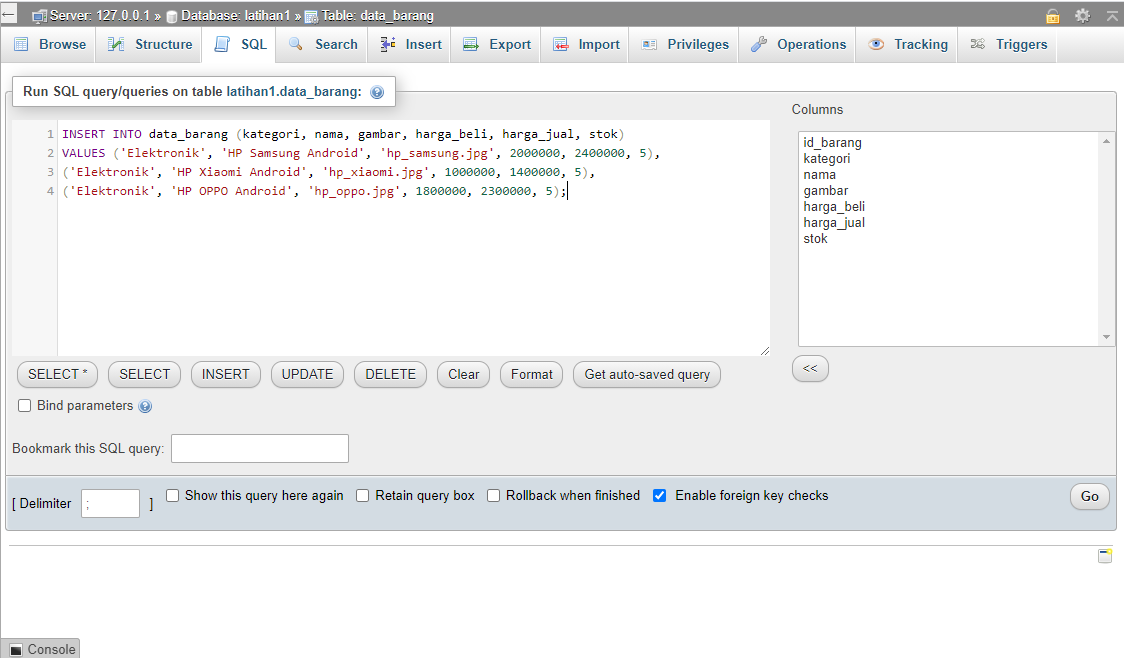 Server: 127.0.0.1 » Database: latihan1 » Table: data_barang
Browse Structure SQL Search Insert Export Import Privileges Operations Tracking Triggers
Run SQL query/queries on table latihan1.data_barang:
1 INSERT INTO data_barang (kategori, nama, gambar, harga_beli, harga_jual, stok)
2 VALUES ('Elektronik', 'HP Samsung Android', 'hp_samsung.jpg', 2000000, 2400000, 5),
3 ('Elektronik', 'HP Xiaomi Android', 'hp_xiaomi.jpg', 1000000, 1400000, 5),
4 ('Elektronik', 'HP OPPO Android', 'hp_oppo.jpg', 1800000, 2300000, 5);
Columns
id_barang
kategori
nama
gambar
harga_beli
harga_jual
stok
<<
SELECT * SELECT INSERT UPDATE DELETE Clear Format Get auto-saved query
Bind parameters
Bookmark this SQL query:
[ Delimiter ; ] Show this query here again Retain query box Rollback when finished Enable foreign key checks Go
Console